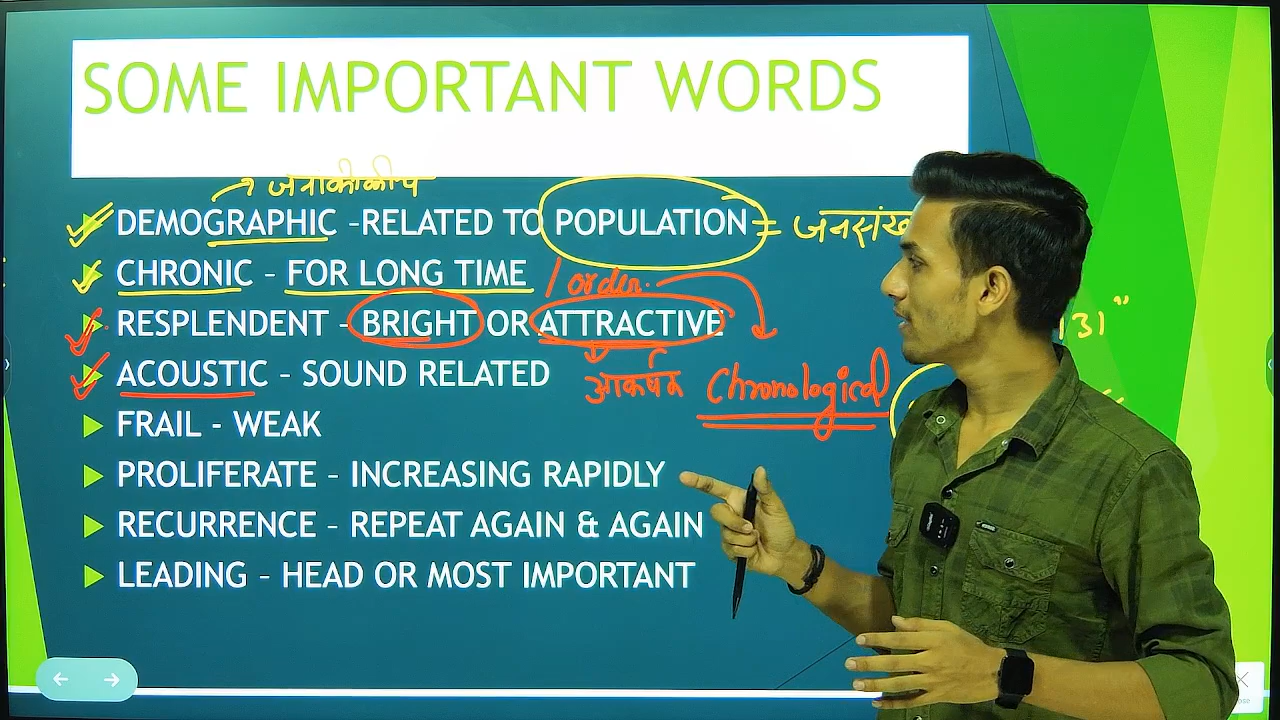 SOME IMPORTANT WORDS
DEMOGRAPHIC -RELATED TO POPULATION =
CHRONIC - FOR LONG TIME / order.
RESPLENDENT - BRIGHT OR ATTRACTIVE
ACOUSTIC - SOUND RELATED
आकर्षक Chronological
FRAIL - WEAK
PROLIFERATE – INCREASING RAPIDLY
RECURRENCE – REPEAT AGAIN & AGAIN
LEADING – HEAD OR MOST IMPORTANT